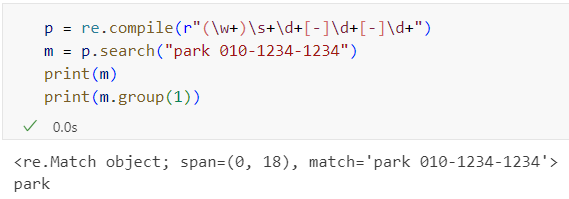 p = re.compile(r"(\w+)\s+\d+[-]\d+[-]\d+")
m = p.search("park 010-1234-1234")
print(m)
print(m.group(1))
✓ 0.0s
<re.Match object; span=(0, 18), match='park 010-1234-1234'>
park